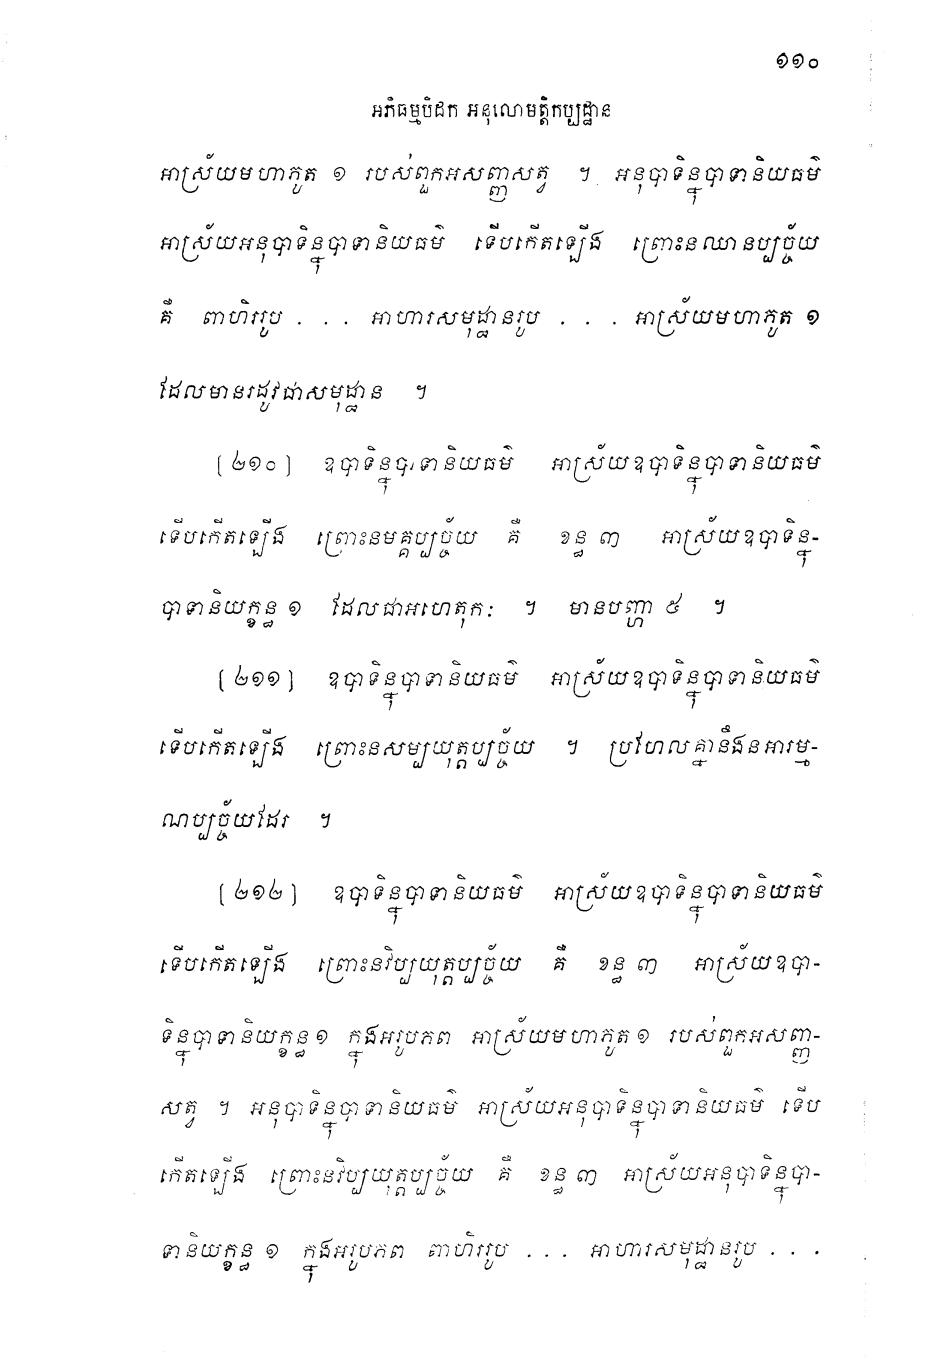 ១១០
អភិធម្មបិដក អនុលោមត្តិកប្បដ្ឋាន
អាស្រ័យមហាភូត ១ របស់ពួកអសញ្ញសត្វ ។ អនុបាទិន្នុបាទានិយធម៌
អាស្រ័យអនុបាទិន្នុបាទានិយធម៌ ទើបកើតឡើង ព្រោះនឈានប្បច្ច័យ
គឺ ពាហិររូប . . . អាហារសមុដ្ឋានរូប . . . អាស្រ័យមហាភូត ១
ដែលមានរដូវជាសមុដ្ឋាន ។
[២១០] ឧបាទិន្នុបាទានិយធម៌ អាស្រ័យឧបាទិន្នុបាទានិយធម៌
ទើបកើតឡើង ព្រោះនមគ្គប្បច្ច័យ គឺ ខន្ធ ៣ អាស្រ័យឧបាទិន្នុ-
បាទានិយក្ខន្ធ ១ ដែលជាអហេតុកៈ ។ មានបញ្ហា ៥ ។
[២១១] ឧបាទិន្នុបាទានិយធម៌ អាស្រ័យឧបាទិន្នុបាទានិយធម៌
ទើបកើតឡើង ព្រោះនសម្បយុត្តប្បច្ច័យ ។ ប្រហែលគ្នានឹងនអារម្ម-
ណប្បច្ច័យដែរ ។
[២១២] ឧបាទិន្នុបាទានិយធម៌ អាស្រ័យឧបាទិន្នុបាទានិយធម៌
ទើបកើតឡើង ព្រោះនវិប្បយុត្តប្បច្ច័យ គឺ ខន្ធ ៣ អាស្រ័យឧបា-
ទិន្នុបាទានិយក្ខន្ធ ១ ក្នុងអរូបភព អាស្រ័យមហាភូត ១ របស់ពួកអសញ្ញា-
សត្វ ។ អនុបាទិន្នុបាទានិយធម៌ អាស្រ័យអនុបាទិន្នុបាទានិយធម៌ ទើប
កើតឡើង ព្រោះនវិប្បយុត្តប្បច្ច័យ គឺ ខន្ធ ៣ អាស្រ័យអនុបាទិន្នុបា-
ទានិយក្ខន្ធ ១ ក្នុងអរូបភព ពាហិររូប . . . អាហារសមុដ្ឋានរូប . . .